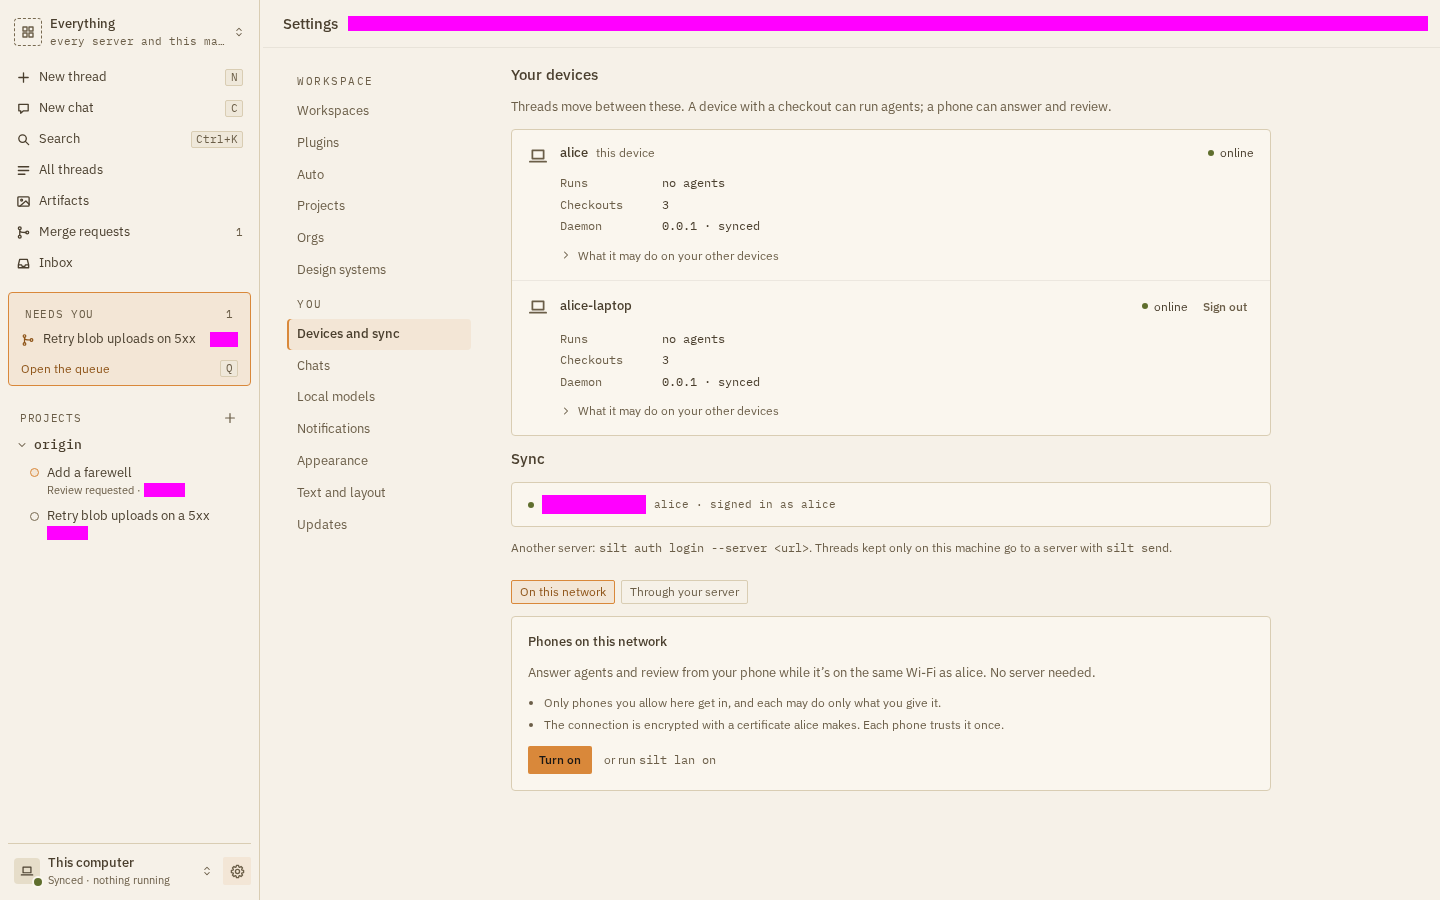 Everything
every server and this ma…
New thread N
New chat C
Search Ctrl+K
All threads
Artifacts
Merge requests 1
Inbox
NEEDS YOU 1
Retry blob uploads on 5xx
Open the queue Q
PROJECTS
origin
Add a farewell
Review requested ·
Retry blob uploads on a 5xx
This computer
Synced · nothing running
Settings
WORKSPACE
Workspaces
Plugins
Auto
Projects
Orgs
Design systems
YOU
Devices and sync
Chats
Local models
Notifications
Appearance
Text and layout
Updates
Your devices
Threads move between these. A device with a checkout can run agents; a phone can answer and review.
alice this device online
Runs no agents
Checkouts 3
Daemon 0.0.1 · synced
What it may do on your other devices
alice-laptop online Sign out
Runs no agents
Checkouts 3
Daemon 0.0.1 · synced
What it may do on your other devices
Sync
alice · signed in as alice
Another server: silt auth login --server <url>. Threads kept only on this machine go to a server with silt send.
On this network Through your server
Phones on this network
Answer agents and review from your phone while it’s on the same Wi-Fi as alice. No server needed.
• Only phones you allow here get in, and each may do only what you give it.
• The connection is encrypted with a certificate alice makes. Each phone trusts it once.
Turn on or run silt lan on